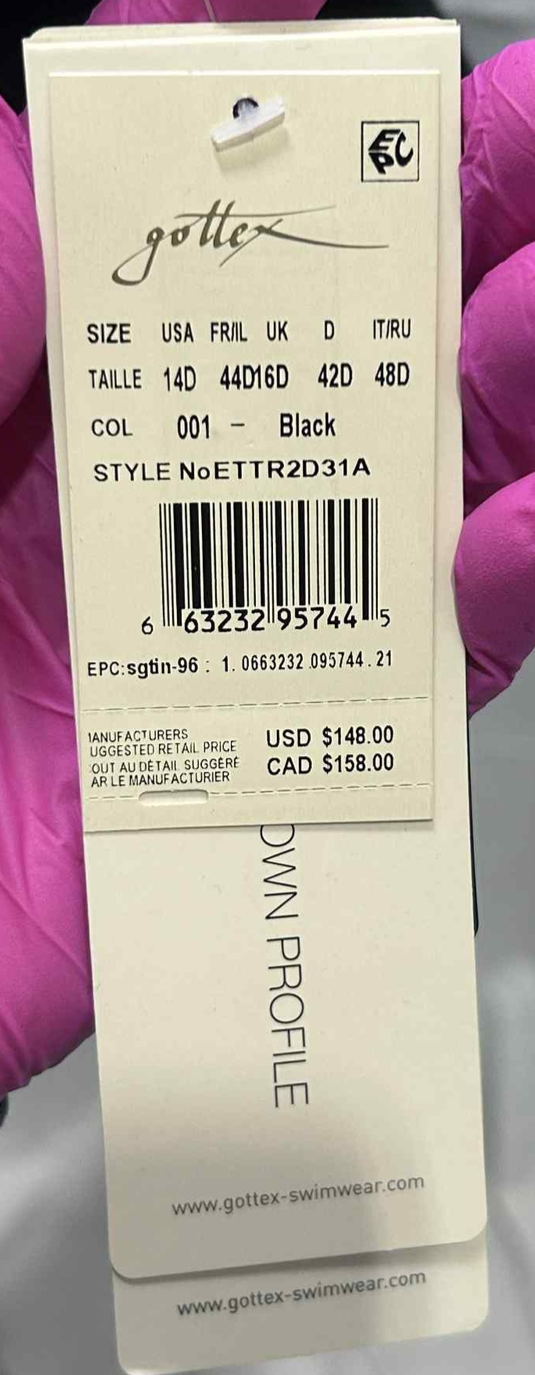 EPC
gottex
SIZE USA FR/IL UK D IT/RU
TAILLE 14D 44D16D 42D 48D
COL 001 - Black
STYLE NoETTR2D31A
6 63232 95744 5
EPC:sgtin-96 : 1. 0663232 .095744 . 21
IANUFACTURERS
UGGESTED RETAIL PRICE
OUT AU DÉTAIL SUGGÉRÉ
AR LE MANUFACTURIER
USD $148.00
CAD $158.00
OWN PROFILE
www.gottex-swimwear.com
www.gottex-swimwear.com